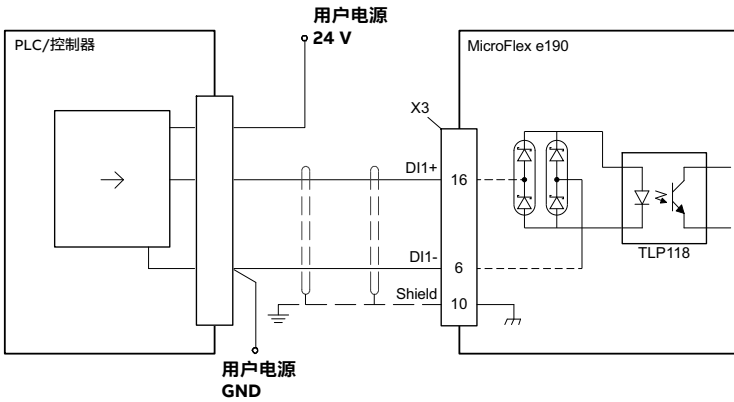 用户电源
24 V
PLC/控制器
MicroFlex e190
X3
DI1+
16
TLP118
DI1-
6
Shield
10
用户电源
GND